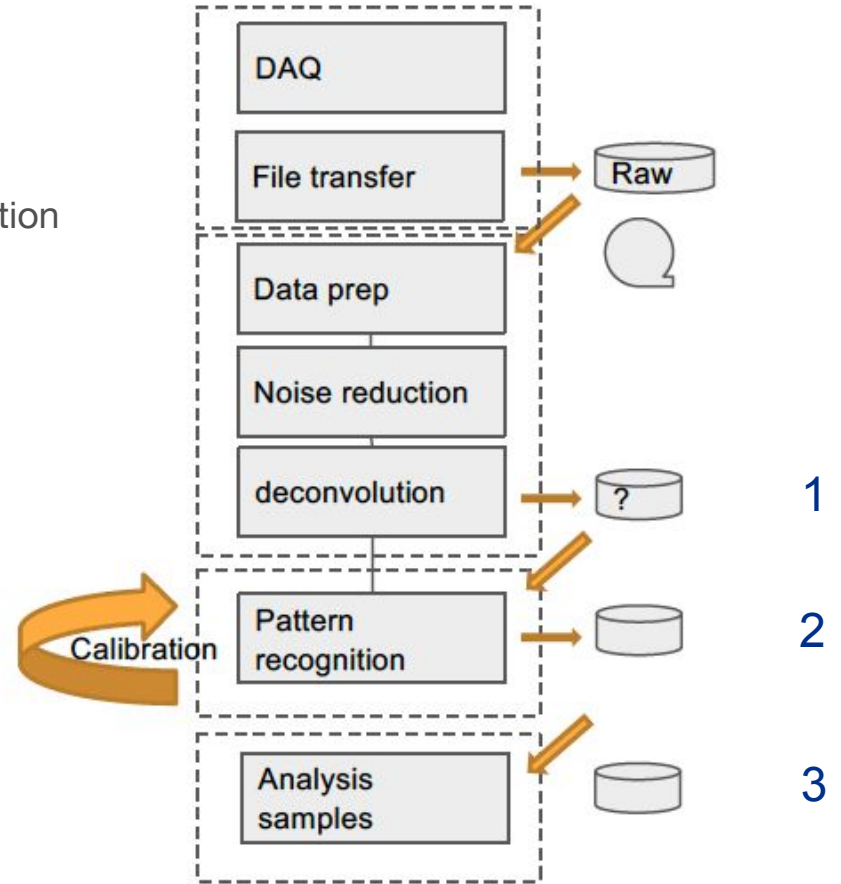 DAQ
File transfer
Raw
tion
Data prep
Noise reduction
deconvolution
?
1
Pattern
recognition
Calibration
2
Analysis
samples
3